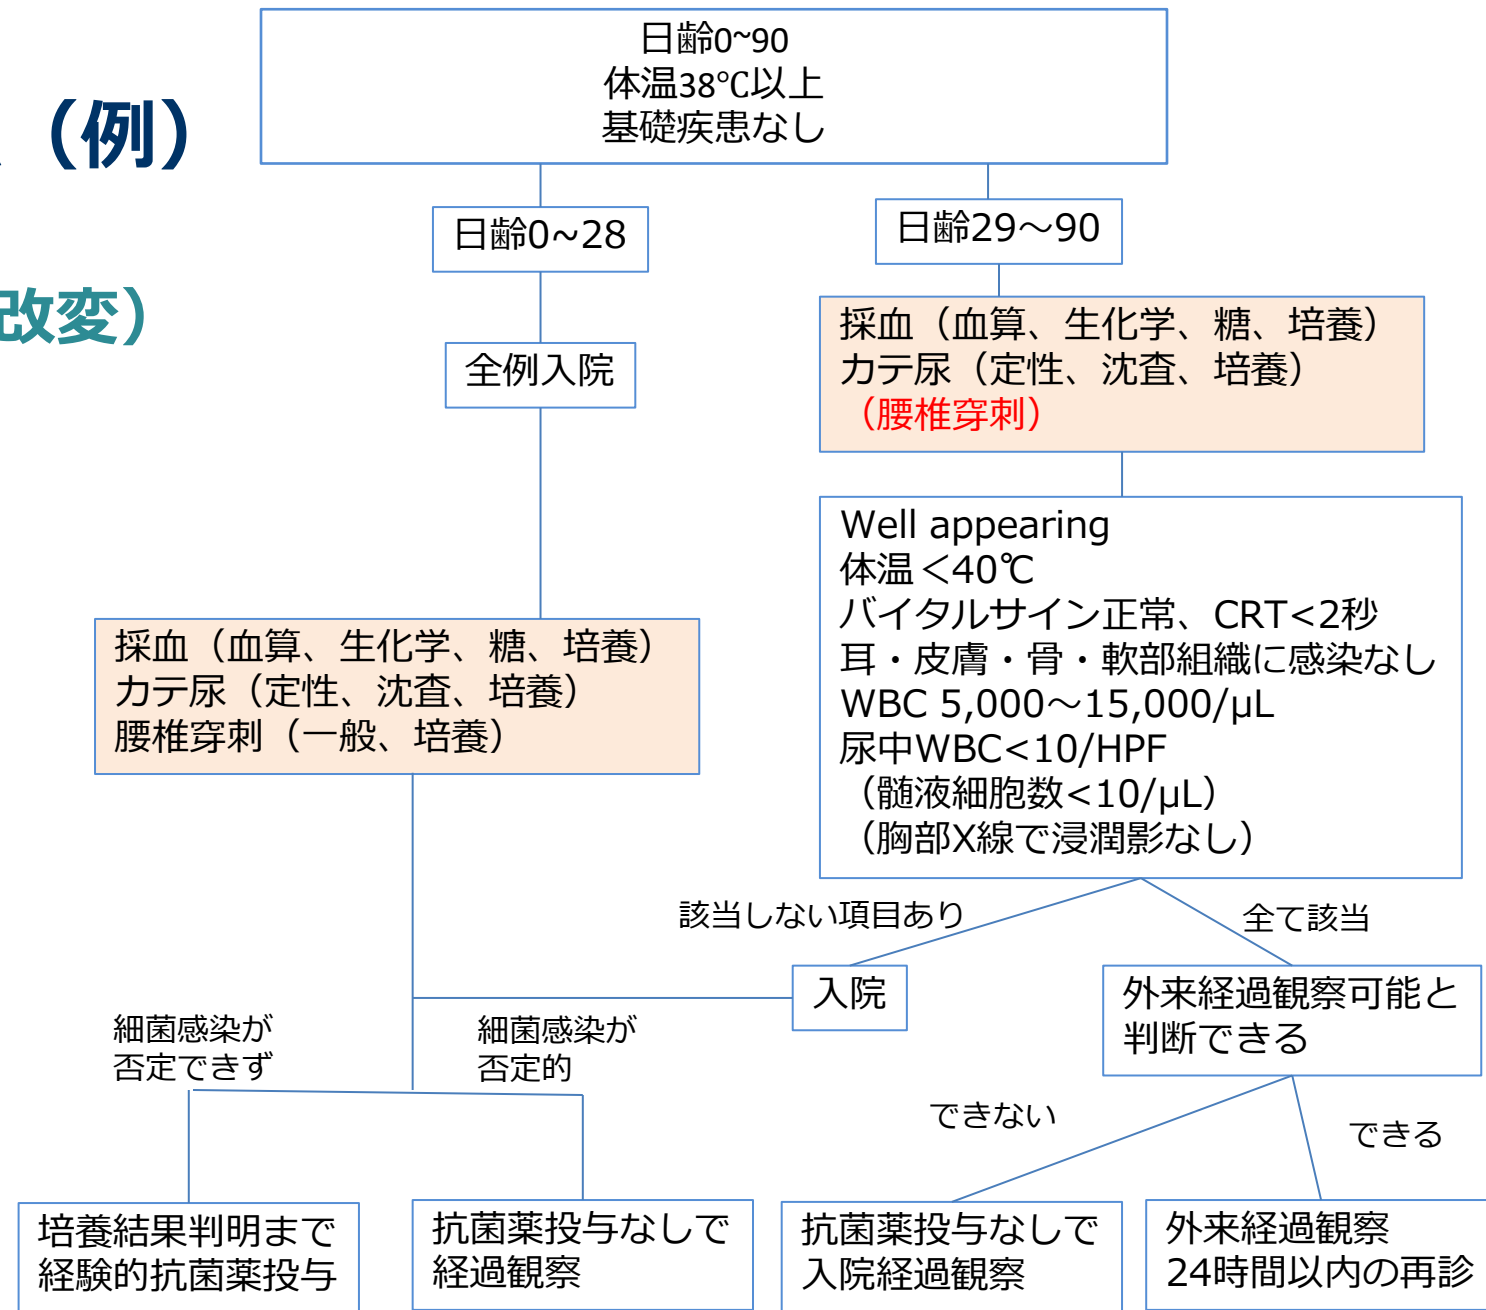 日齢0~90
体温38℃以上
基礎疾患なし
（例）
改変）
日齢0~28
日齢29～90
全例入院
採血（血算、生化学、糖、培養）
カテ尿（定性、沈査、培養）
（腰椎穿刺）
Well appearing
体温＜40℃
バイタルサイン正常、CRT<2秒
耳・皮膚・骨・軟部組織に感染なし
WBC 5,000～15,000/μL
尿中WBC<10/HPF
（髄液細胞数<10/μL）
（胸部X線で浸潤影なし）
採血（血算、生化学、糖、培養）
カテ尿（定性、沈査、培養）
腰椎穿刺（一般、培養）
該当しない項目あり
全て該当
入院
外来経過観察可能と
判断できる
細菌感染が
否定できず
細菌感染が
否定的
できない
できる
培養結果判明まで
経験的抗菌薬投与
抗菌薬投与なしで
経過観察
抗菌薬投与なしで
入院経過観察
外来経過観察
24時間以内の再診